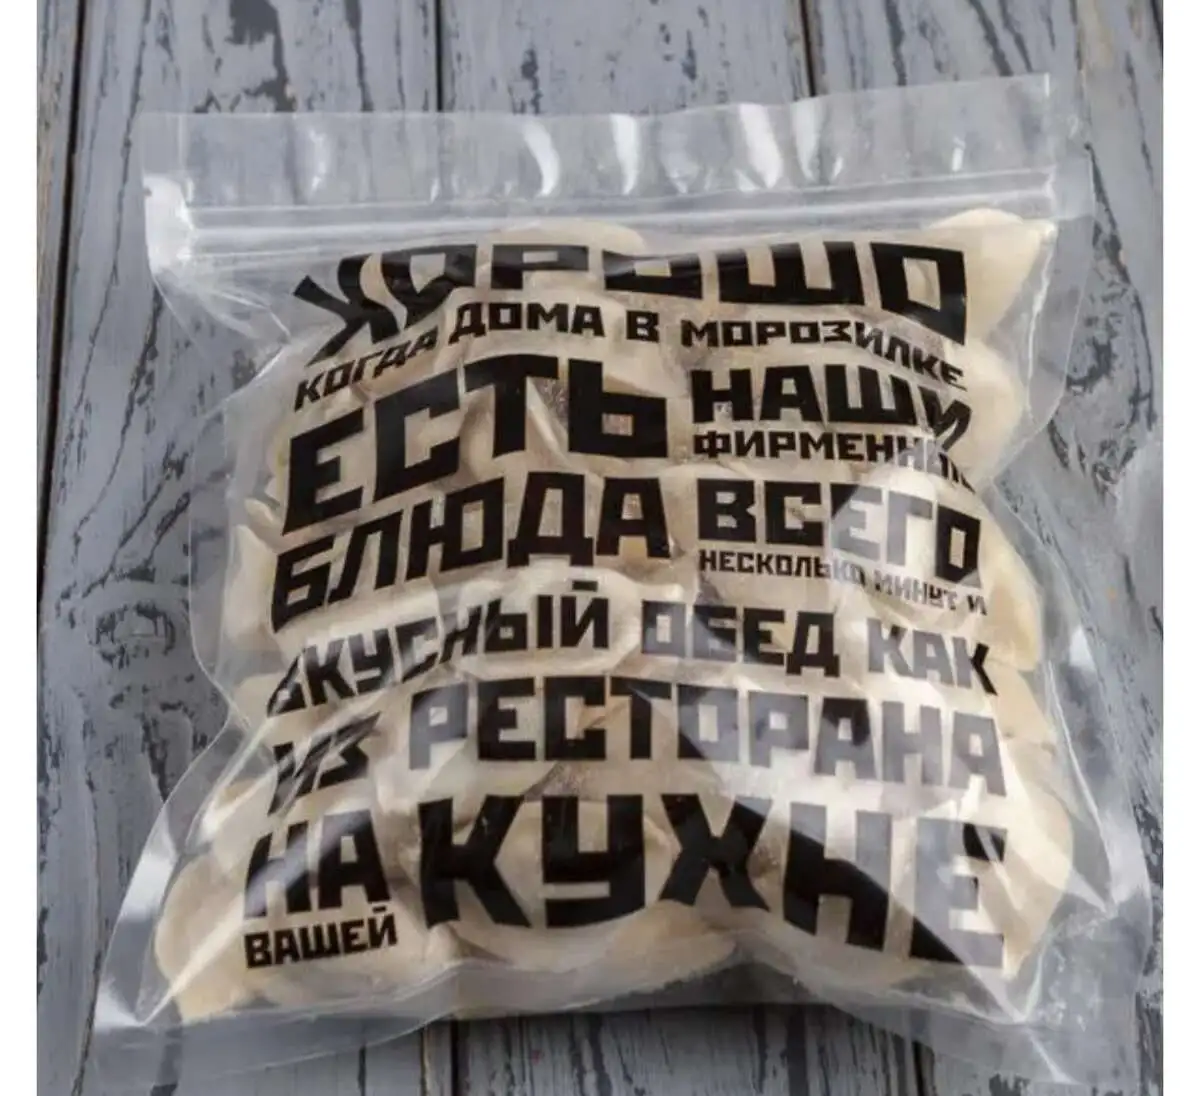 ХОРОШО
КОГДА ДОМА В МОРОЗИЛКЕ
ЕСТЬ НАШИ
ФИРМЕННЫЕ
БЛЮДА ВСЕГО
НЕСКОЛЬКО МИНУТ И
ВКУСНЫЙ ОБЕД КАК
ИЗ РЕСТОРАНА
НА КУХНЕ
ВАШЕЙ